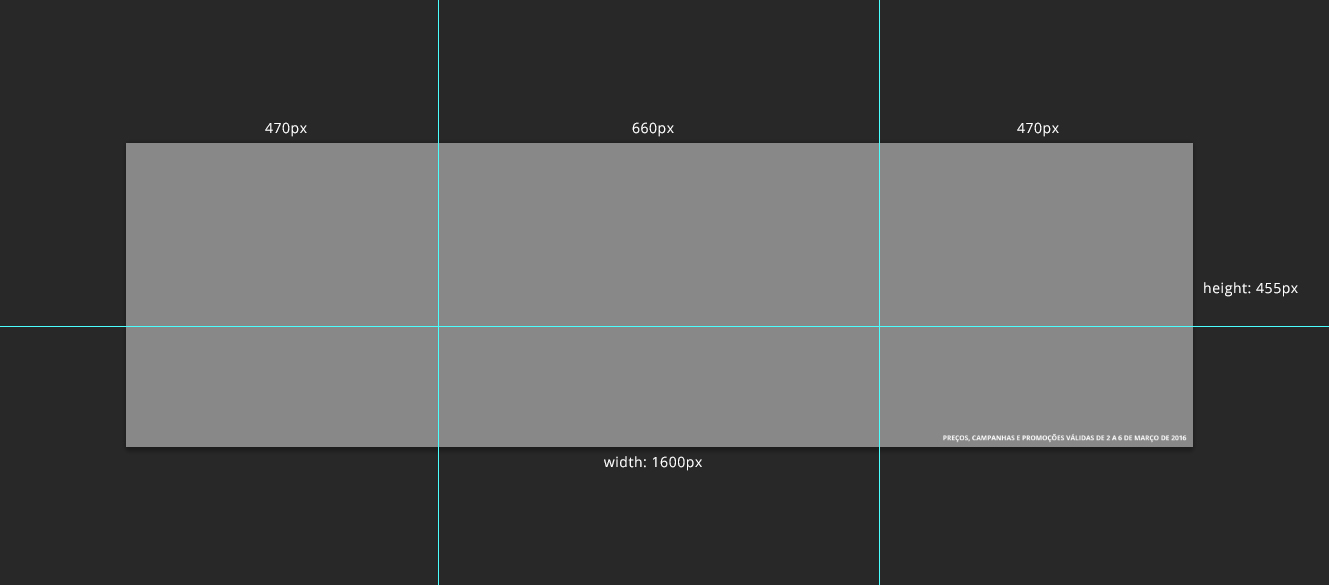 470px 660px 470px
height: 455px
PREÇOS, CAMPANHAS E PROMOÇÕES VÁLIDAS DE 2 A 6 DE MARÇO DE 2016
width: 1600px